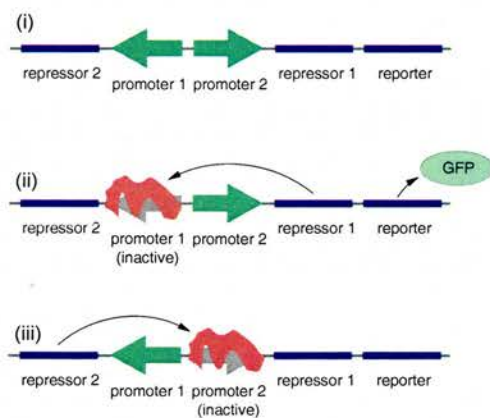 (i)
repressor 2 promoter 1 promoter 2 repressor 1 reporter
(ii)
GFP
repressor 2 promoter 1 promoter 2 repressor 1 reporter
(inactive)
(iii)
repressor 2 promoter 1 promoter 2 repressor 1 reporter
(inactive)